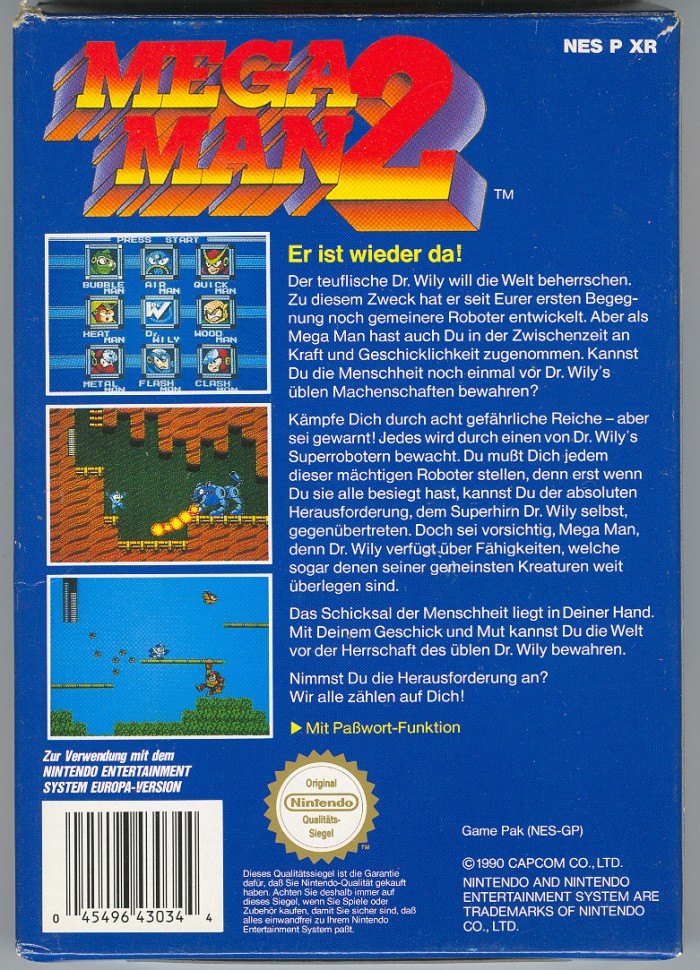 NES P XR
MEGA
MAN 2
TM
PRESS START
BUBBLE
MAN
AIR
MAN
QUICK
MAN
HEAT
MAN
W
Dr.
WILY
WOOD
MAN
METAL
MAN
FLASH
MAN
CLASH
MAN
Er ist wieder da!
Der teuflische Dr. Wily will die Welt beherrschen.
Zu diesem Zweck hat er seit Eurer ersten Begeg-
nung noch gemeinere Roboter entwickelt. Aber als
Mega Man hast auch Du in der Zwischenzeit an
Kraft und Geschicklichkeit zugenommen. Kannst
Du die Menschheit noch einmal vor Dr. Wily's
üblen Machenschaften bewahren?
Kämpfe Dich durch acht gefährliche Reiche – aber
sei gewarnt! Jedes wird durch einen von Dr. Wily's
Superrobotern bewacht. Du mußt Dich jedem
dieser mächtigen Roboter stellen, denn erst wenn
Du sie alle besiegt hast, kannst Du der absoluten
Herausforderung, dem Superhirn Dr. Wily selbst,
gegenübertreten. Doch sei vorsichtig, Mega Man,
denn Dr. Wily verfügt über Fähigkeiten, welche
sogar denen seiner gemeinsten Kreaturen weit
überlegen sind.
Das Schicksal der Menschheit liegt in Deiner Hand.
Mit Deinem Geschick und Mut kannst Du die Welt
vor der Herrschaft des üblen Dr. Wily bewahren.
Nimmst Du die Herausforderung an?
Wir alle zählen auf Dich!
▶ Mit Paßwort-Funktion
Zur Verwendung mit dem
NINTENDO ENTERTAINMENT
SYSTEM EUROPA-VERSION
0 45496 43034 4
Original
Nintendo
Qualitäts-
Siegel
TM
Dieses Qualitätssiegel ist die Garantie
dafür, daß Sie Nintendo-Qualität gekauft
haben. Achten Sie deshalb immer auf
dieses Siegel, wenn Sie Spiele oder
Zubehör kaufen, damit Sie sicher sind, daß
alles einwandfrei zu Ihrem Nintendo
Entertainment System paßt.
Game Pak (NES-GP)
©1990 CAPCOM CO., LTD.
NINTENDO AND NINTENDO
ENTERTAINMENT SYSTEM ARE
TRADEMARKS OF NINTENDO
CO., LTD.